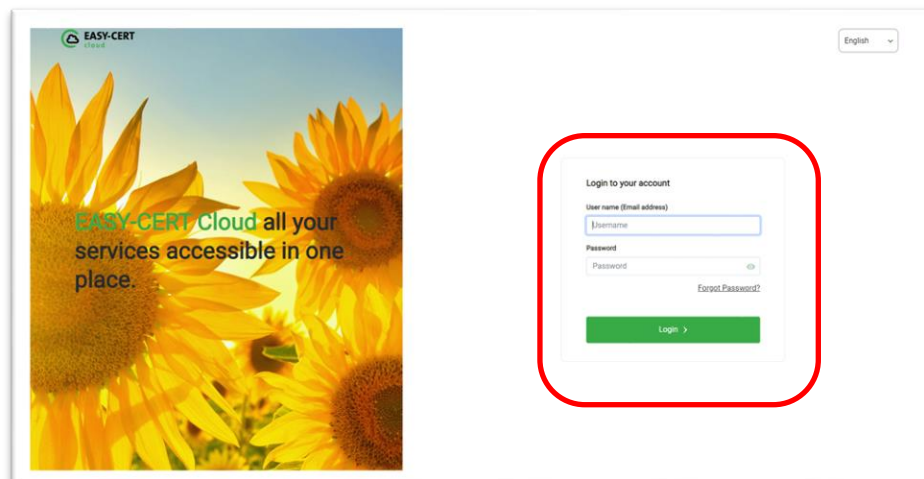 EASY-CERT
cloud
English
EASY-CERT Cloud all your
services accessible in one
place.
Login to your account
User name (Email address)
Username
Password
Password
Forgot Password?
Login